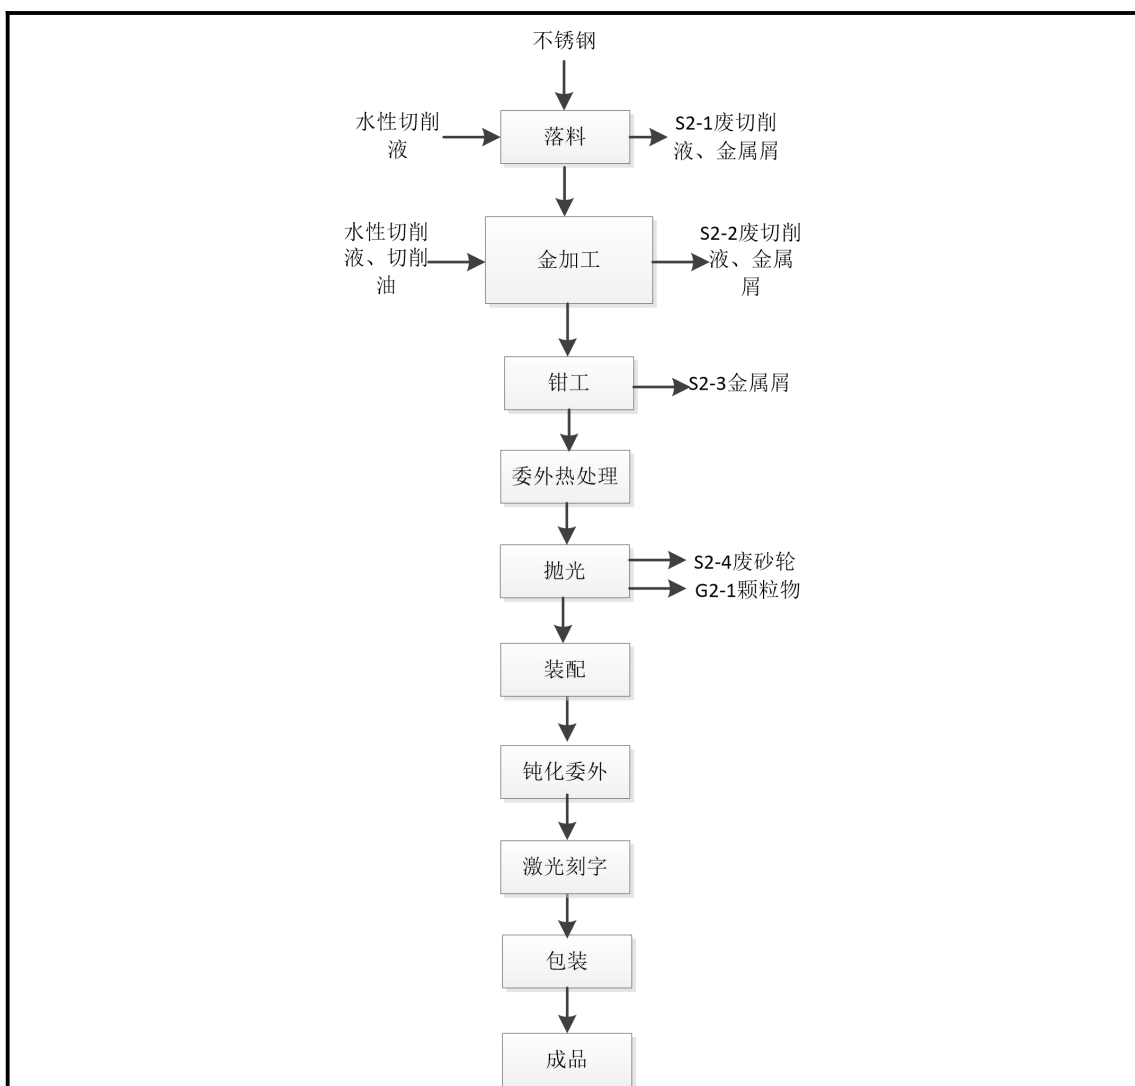 不锈钢
水性切削
液
落料
S2-1废切削
液、金属屑
水性切削
液、切削
油
金加工
S2-2废切削
液、金属
屑
钳工
S2-3金属屑
委外热处理
抛光
S2-4废砂轮
G2-1颗粒物
装配
钝化委外
激光刻字
包装
成品